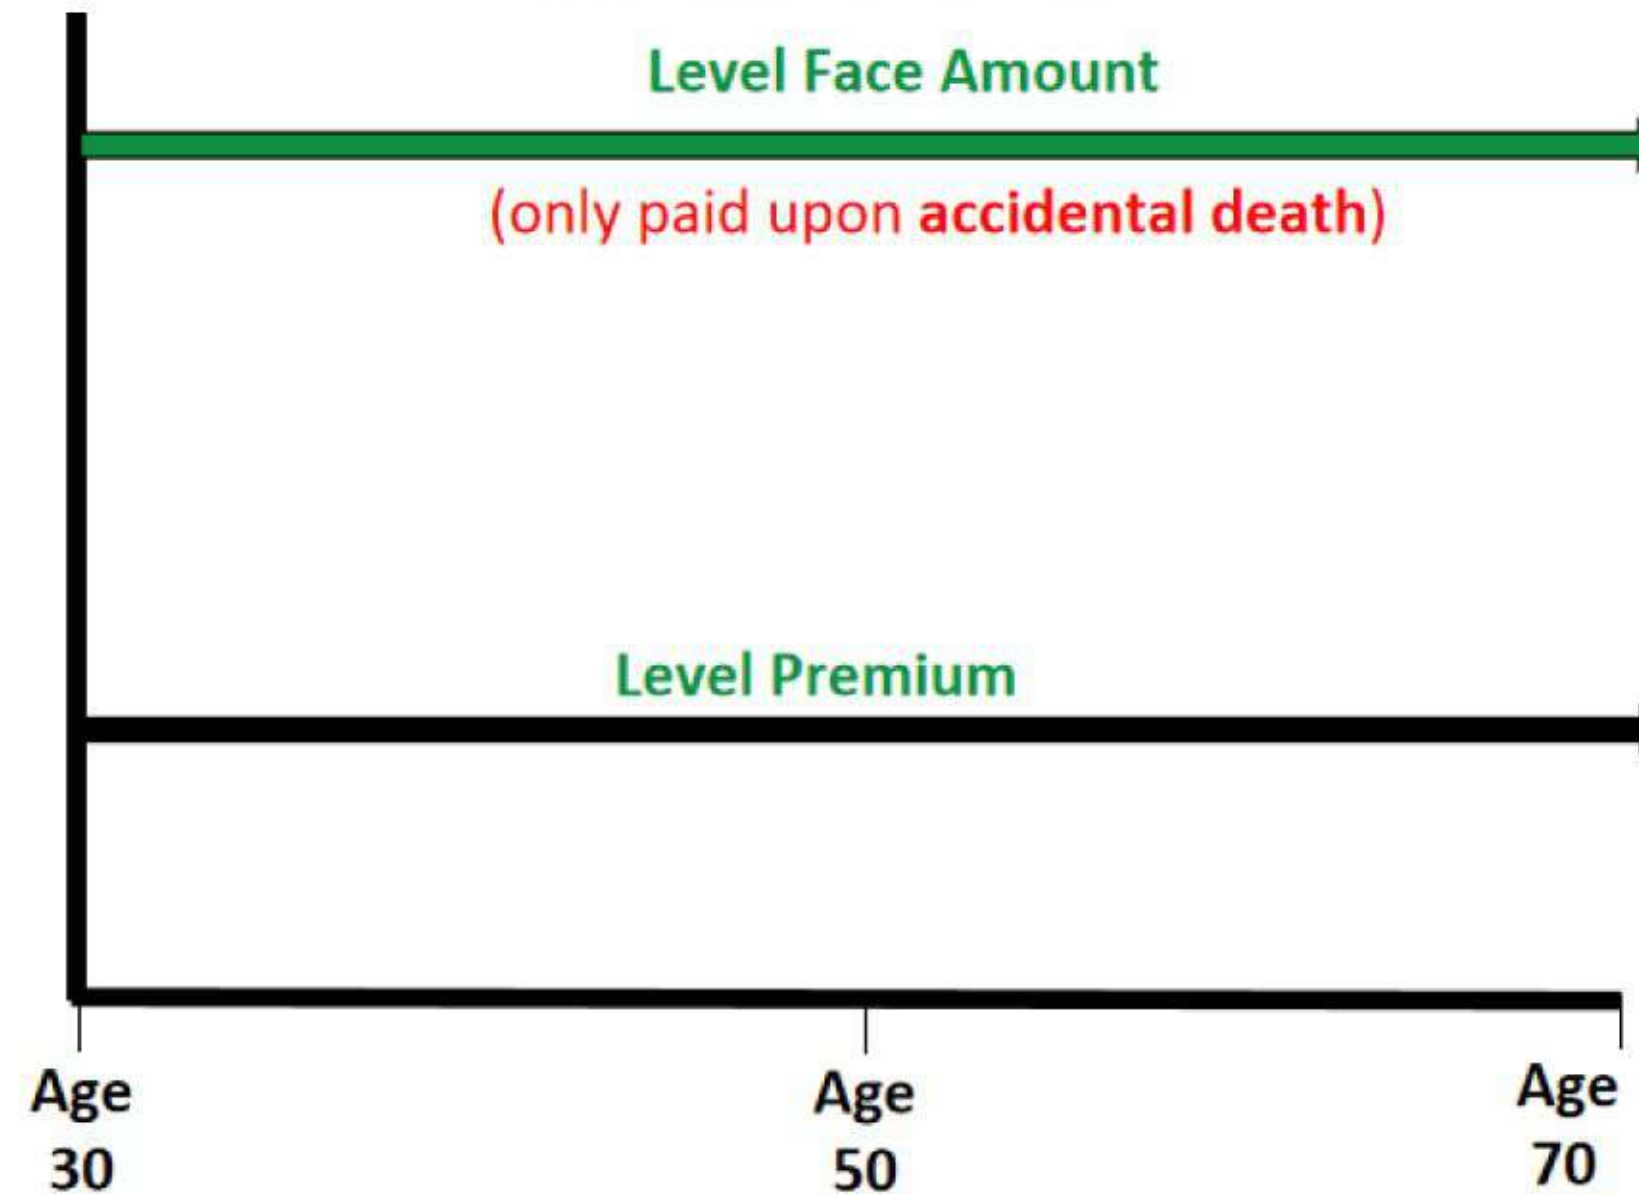 Level Face Amount
(only paid upon accidental death)
Level Premium
Age
30
Age
50
Age
70